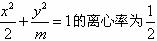 x²/2 + y²/m = 1的离心率为1/2